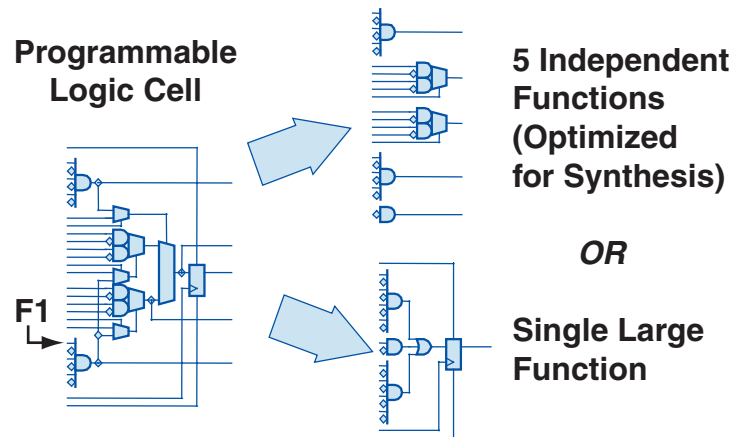 Programmable
Logic Cell
F1
5 Independent
Functions
(Optimized
for Synthesis)
OR
Single Large
Function